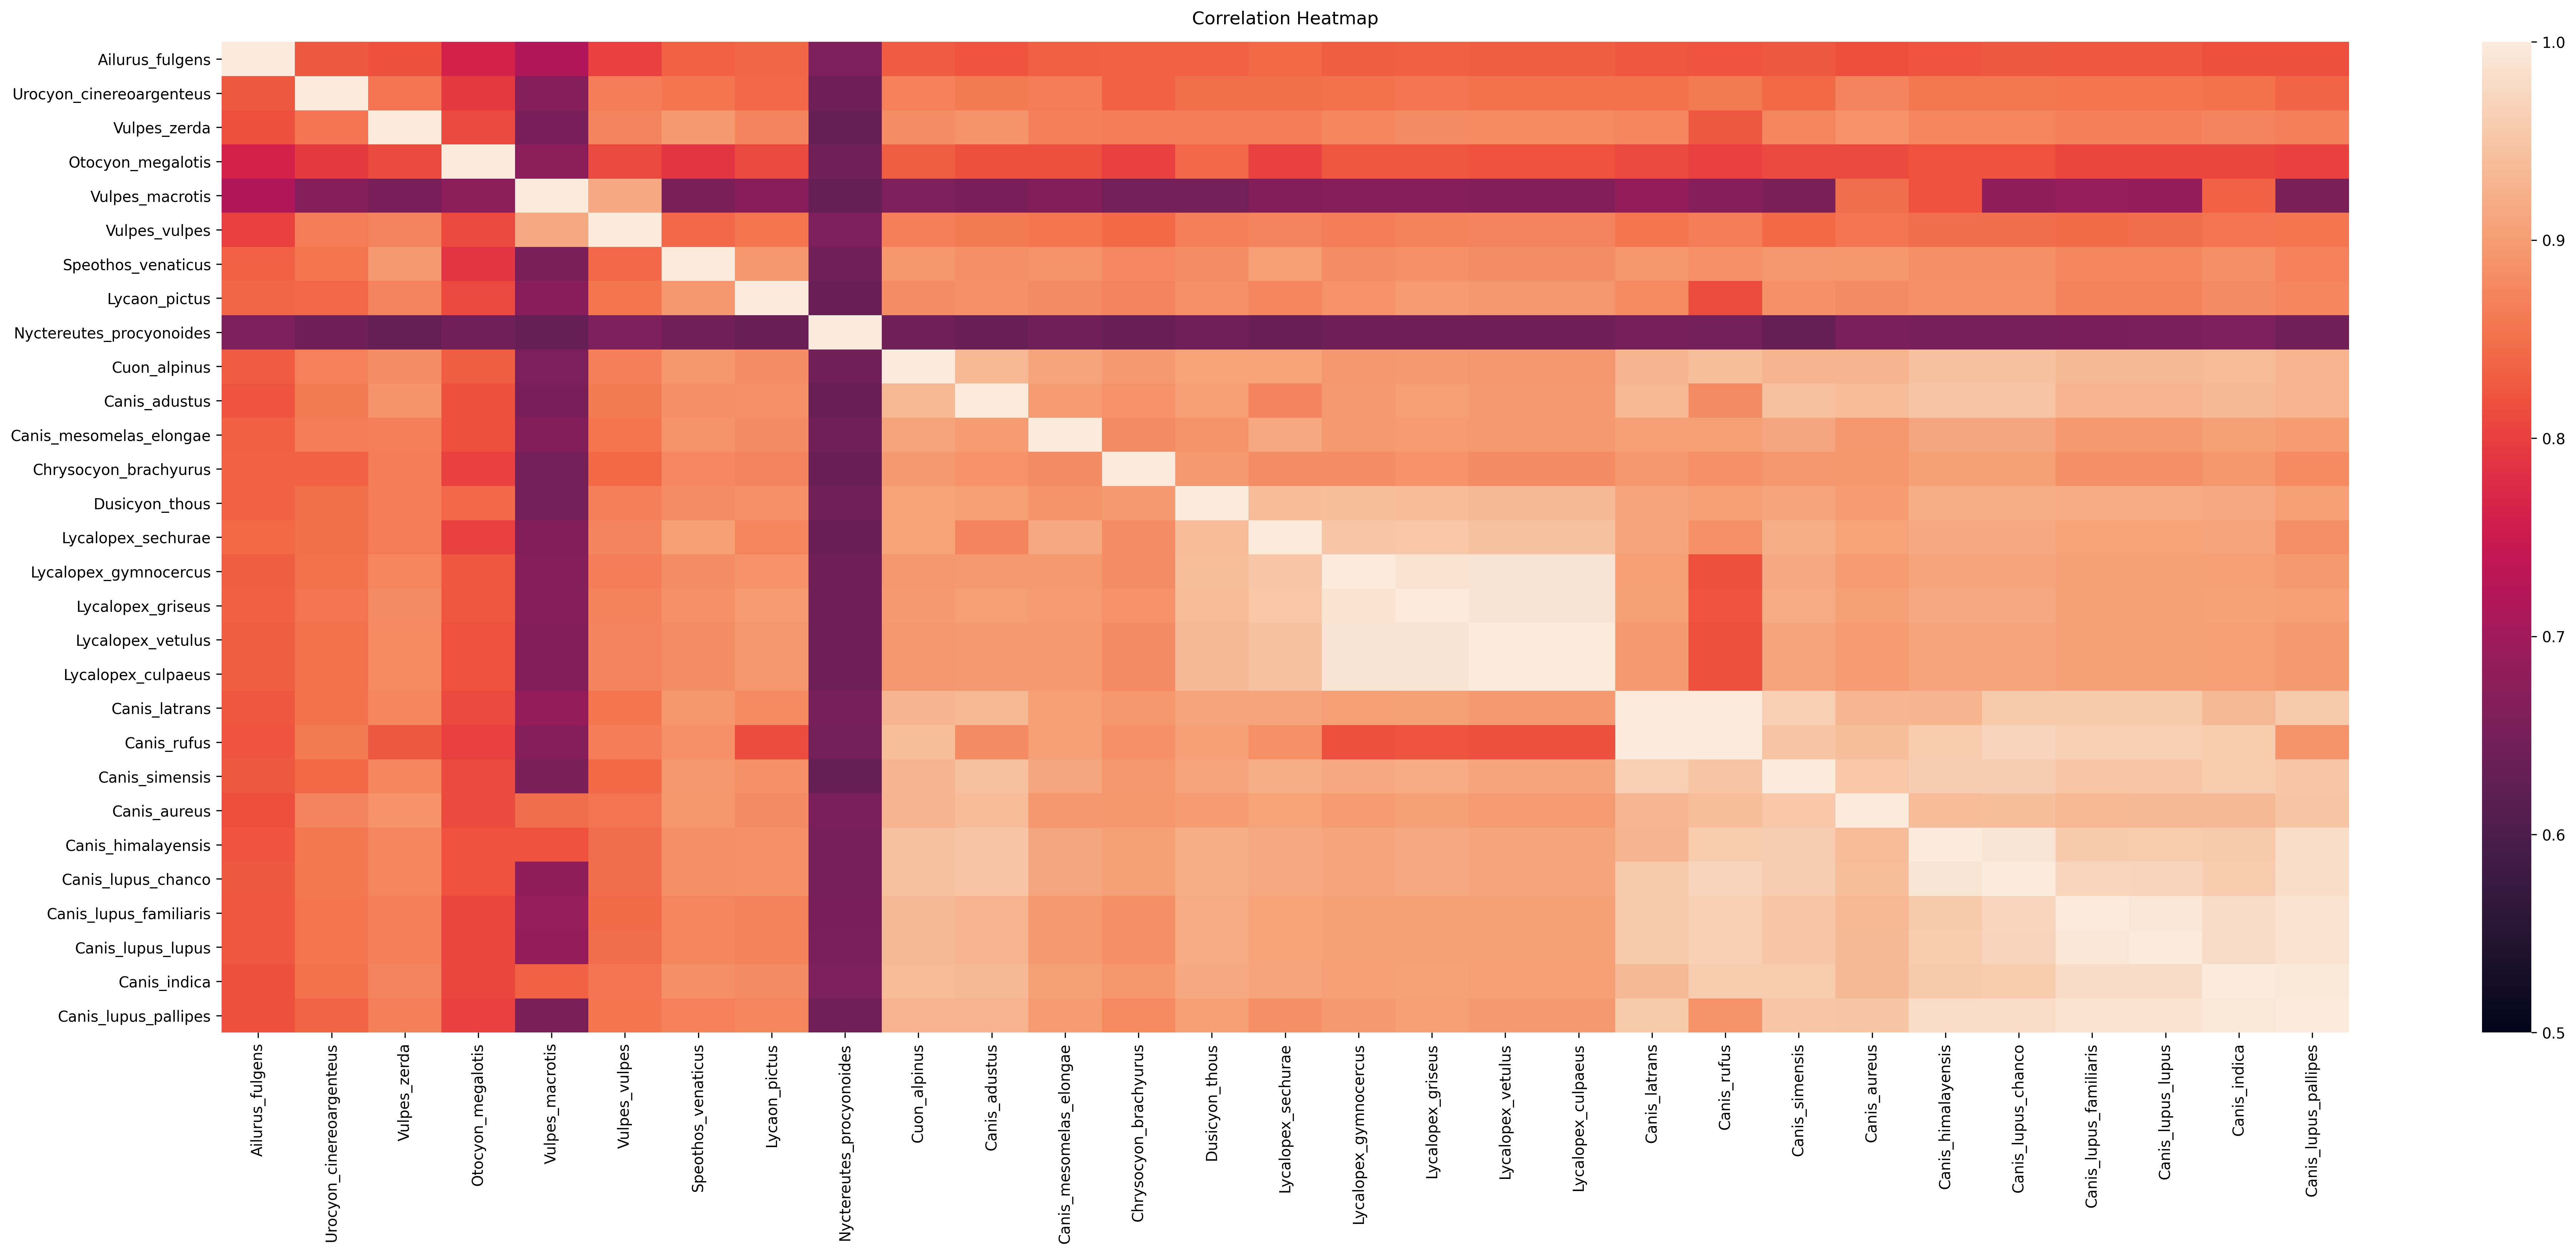 Correlation Heatmap
Ailurus_fulgens
Urocyon_cinereoargenteus
Vulpes_zerda
Otocyon_megalotis
Vulpes_macrotis
Vulpes_vulpes
Speothos_venaticus
Lycaon_pictus
Nyctereutes_procyonoides
Cuon_alpinus
Canis_adustus
Canis_mesomelas_elongae
Chrysocyon_brachyurus
Dusicyon_thous
Lycalopex_sechurae
Lycalopex_gymnocercus
Lycalopex_griseus
Lycalopex_vetulus
Lycalopex_culpaeus
Canis_latrans
Canis_rufus
Canis_simensis
Canis_aureus
Canis_himalayensis
Canis_lupus_chanco
Canis_lupus_familiaris
Canis_lupus_lupus
Canis_indica
Canis_lupus_pallipes
Ailurus_fulgens
Urocyon_cinereoargenteus
Vulpes_zerda
Otocyon_megalotis
Vulpes_macrotis
Vulpes_vulpes
Speothos_venaticus
Lycaon_pictus
Nyctereutes_procyonoides
Cuon_alpinus
Canis_adustus
Canis_mesomelas_elongae
Chrysocyon_brachyurus
Dusicyon_thous
Lycalopex_sechurae
Lycalopex_gymnocercus
Lycalopex_griseus
Lycalopex_vetulus
Lycalopex_culpaeus
Canis_latrans
Canis_rufus
Canis_simensis
Canis_aureus
Canis_himalayensis
Canis_lupus_chanco
Canis_lupus_familiaris
Canis_lupus_lupus
Canis_indica
Canis_lupus_pallipes
1.0
0.9
0.8
0.7
0.6
0.5